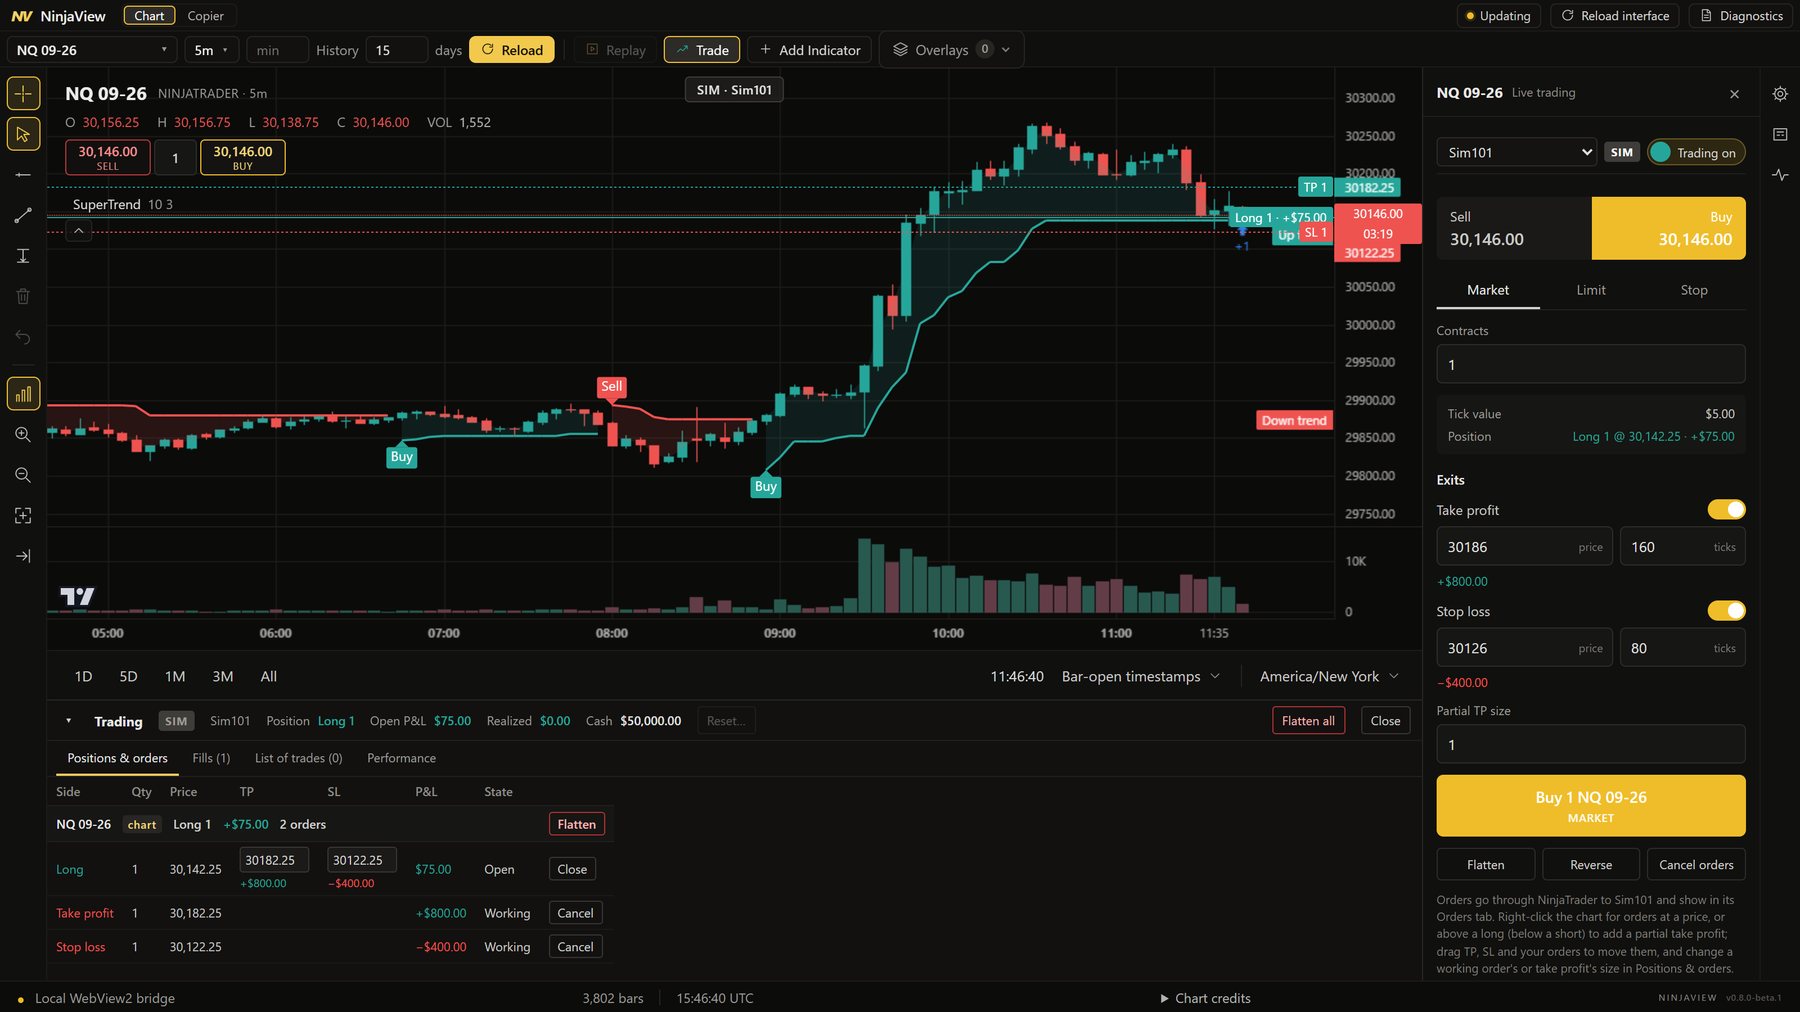 NV NinjaView Chart Copier Updating Reload interface Diagnostics
NQ 09-26 5m min History 15 days Reload Replay Trade Add Indicator Overlays 0
NQ 09-26 NINJATRADER · 5m
SIM · Sim101
O 30,156.25 H 30,156.75 L 30,138.75 C 30,146.00 VOL 1,552
30,146.00 SELL
1
30,146.00 BUY
SuperTrend 10 3
30300.00
30250.00
30200.00
TP 1 30182.25
Long 1 · +$75.00 30146.00
03:19
Up SL 1
30122.25
+1
30050.00
30000.00
29950.00
29900.00
29850.00
29800.00
29750.00
Sell
Buy
Buy
Down trend
10K
0
05:00 06:00 07:00 08:00 09:00 10:00 11:00 11:35
1D 5D 1M 3M All 11:46:40 Bar-open timestamps America/New York
Trading SIM Sim101 Position Long 1 Open P&L $75.00 Realized $0.00 Cash $50,000.00 Reset... Flatten all Close
Positions & orders Fills (1) List of trades (0) Performance
Side Qty Price TP SL P&L State
NQ 09-26 chart Long 1 +$75.00 2 orders Flatten
Long 1 30,142.25 30182.25 30122.25 $75.00 Open Close
+$800.00 −$400.00
Take profit 1 30,182.25 +$800.00 Working Cancel
Stop loss 1 30,122.25 −$400.00 Working Cancel
NQ 09-26 Live trading
Sim101 SIM Trading on
Sell Buy
30,146.00 30,146.00
Market Limit Stop
Contracts
1
Tick value $5.00
Position Long 1 @ 30,142.25 · +$75.00
Exits
Take profit
30186 price 160 ticks
+$800.00
Stop loss
30126 price 80 ticks
−$400.00
Partial TP size
1
Buy 1 NQ 09-26
MARKET
Flatten Reverse Cancel orders
Orders go through NinjaTrader to Sim101 and show in its
Orders tab. Right-click the chart for orders at a price, or
above a long (below a short) to add a partial take profit;
drag TP, SL and your orders to move them, and change a
working order's or take profit's size in Positions & orders.
Local WebView2 bridge 3,802 bars 15:46:40 UTC Chart credits NINJAVIEW v0.8.0-beta.1